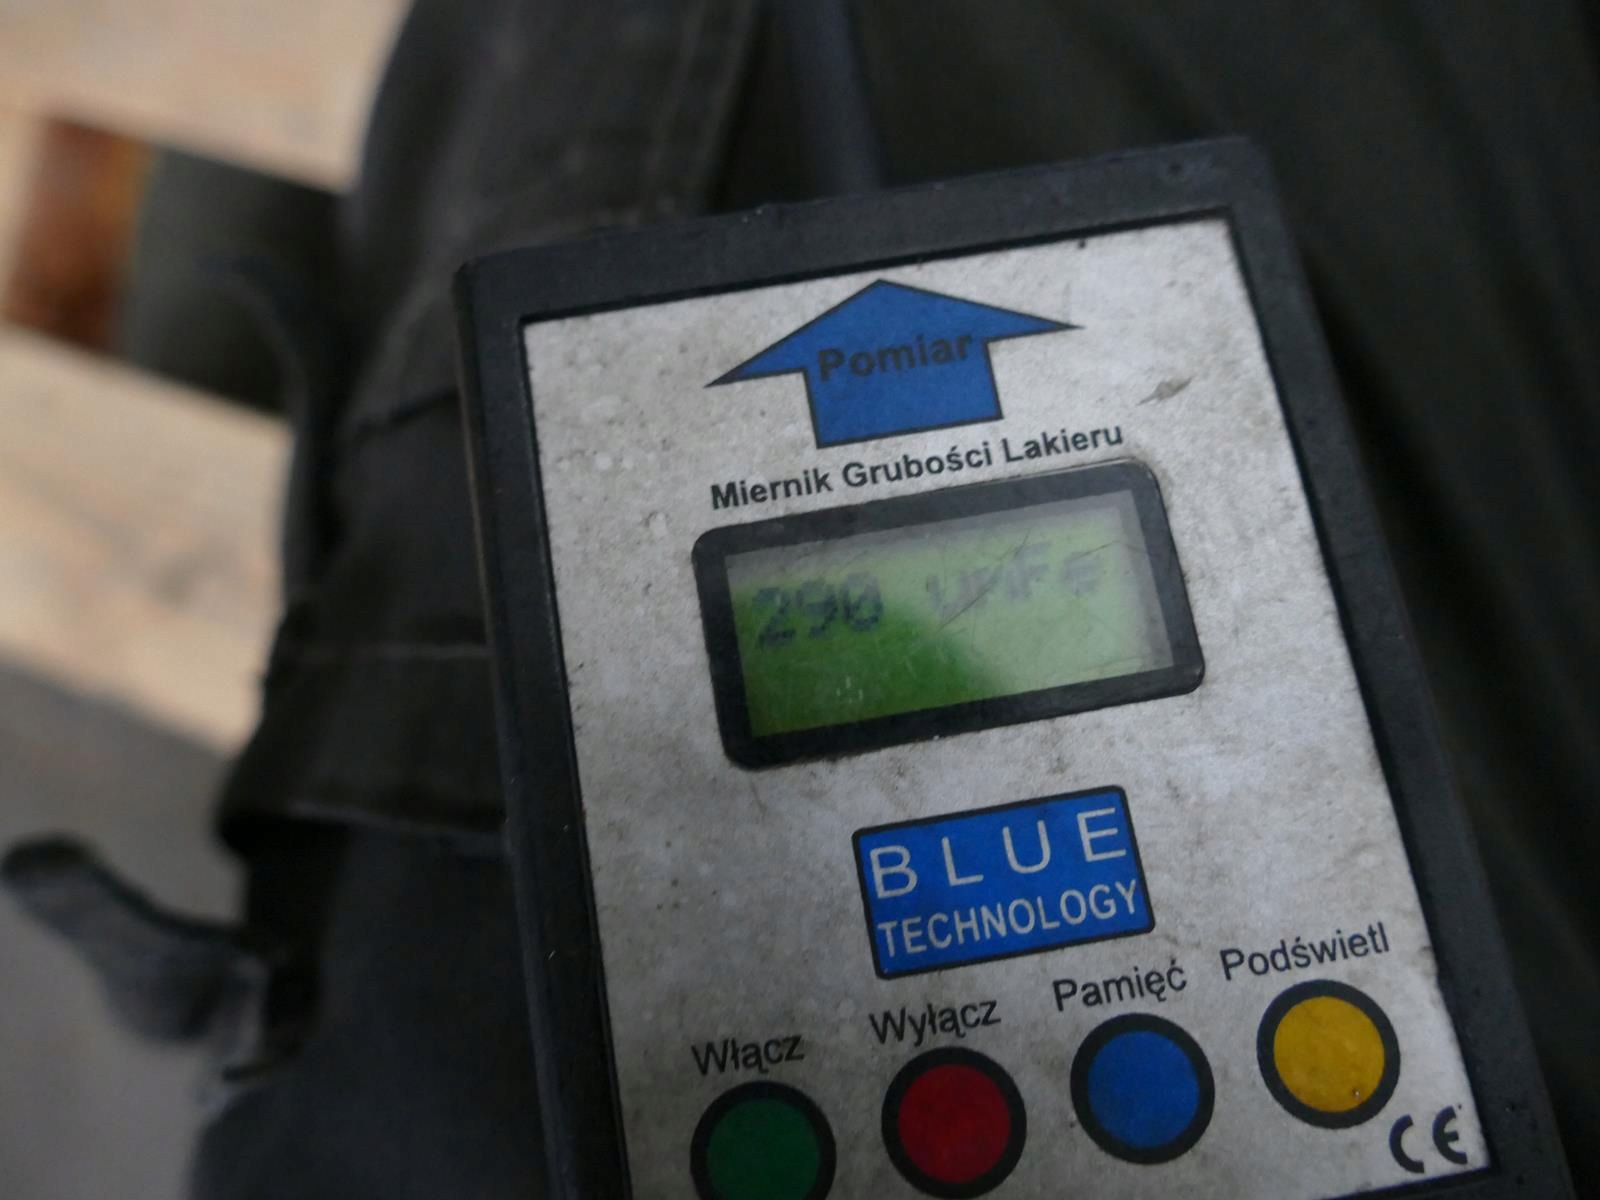 Pomiar
Miernik Grubości Lakieru
290 umFe
BLUE
TECHNOLOGY
Włącz
Wyłącz
Pamięć
Podświetl
CE